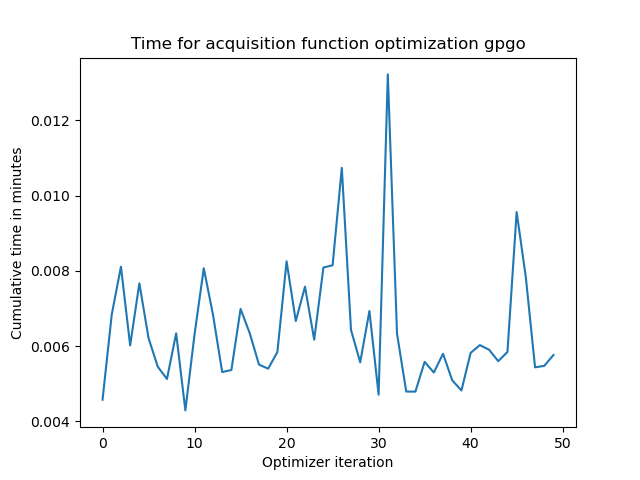 Time for acquisition function optimization gpgo
Cumulative time in minutes
0.012
0.010
0.008
0.006
0.004
0 10 20 30 40 50
Optimizer iteration